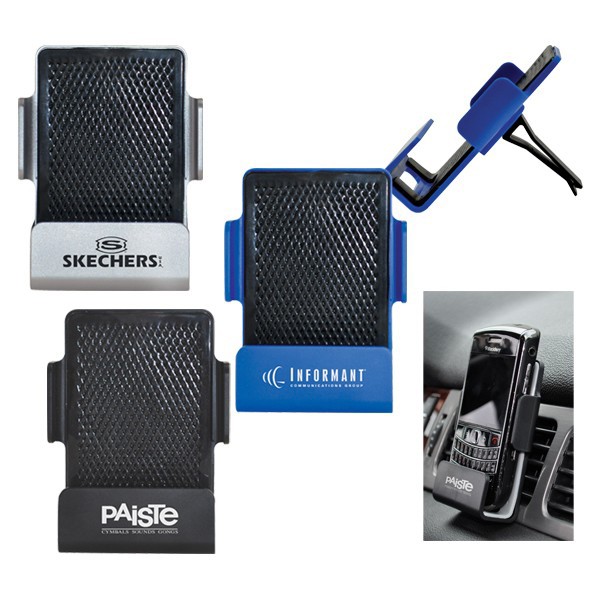 SKECHERS
INFORMANT
COMMUNICATIONS GROUP
PAiSTe
CYMBALS SOUNDS GONGS
PAiSTe